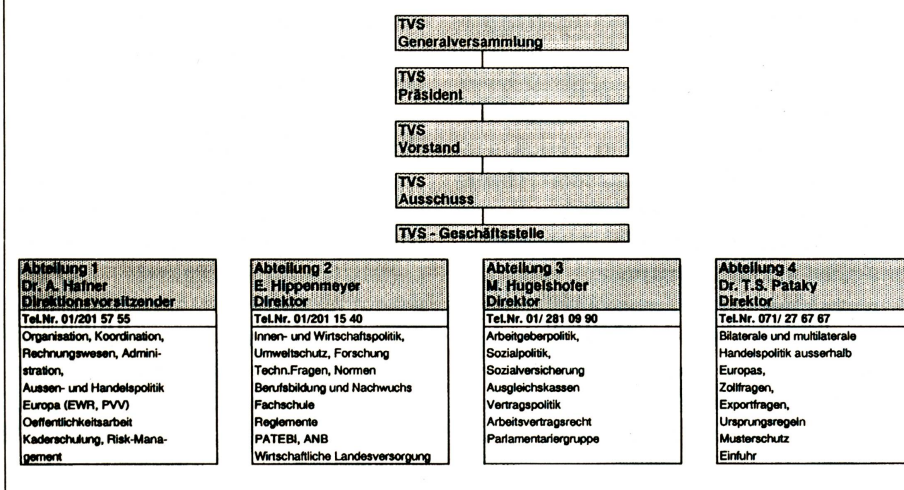 TVS
Generalversammlung
TVS
Präsident
TVS
Vorstand
TVS
Ausschuss
TVS - Geschäftsstelle
Abteilung 1
Dr. A. Hafner
Direktionsvorsitzender
Tel.Nr. 01/201 57 55
Organisation, Koordination,
Rechnungswesen, Admini-
stration,
Aussen- und Handelspolitik
Europa (EWR, PVV)
Oeffentlichkeitsarbeit
Kaderschulung, Risk-Mana-
gement
Abteilung 2
E. Hippenmeyer
Direktor
Tel.Nr. 01/201 15 40
Innen- und Wirtschaftspolitik,
Umweltschutz, Forschung
Techn.Fragen, Normen
Berufsbildung und Nachwuchs
Fachschule
Reglemente
PATEBI, ANB
Wirtschaftliche Landesversorgung
Abteilung 3
M. Hugelshofer
Direktor
Tel.Nr. 01/ 281 09 90
Arbeitgeberpolitik,
Sozialpolitik,
Sozialversicherung
Ausgleichskassen
Vertragspolitik
Arbeitsvertragsrecht
Parlamentariergruppe
Abteilung 4
Dr. T.S. Pataky
Direktor
Tel.Nr. 071/ 27 67 67
Bilaterale und multilaterale
Handelspolitik ausserhalb
Europas,
Zollfragen,
Exportfragen,
Ursprungsregeln
Musterschutz
Einfuhr